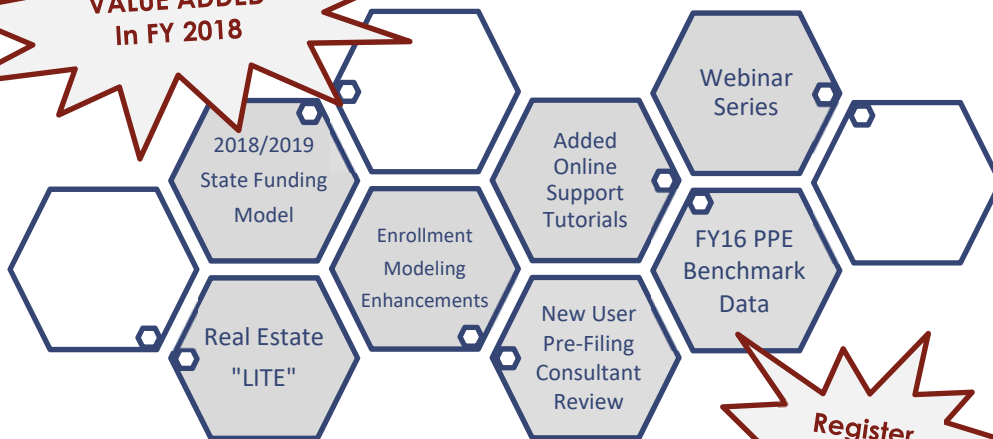 VALUE ADDED
In FY 2018
2018/2019
State Funding
Model
Enrollment
Modeling
Enhancements
Real Estate
"LITE"
Added
Online
Support
Tutorials
New User
Pre-Filing
Consultant
Review
Webinar
Series
FY16 PPE
Benchmark
Data
Register